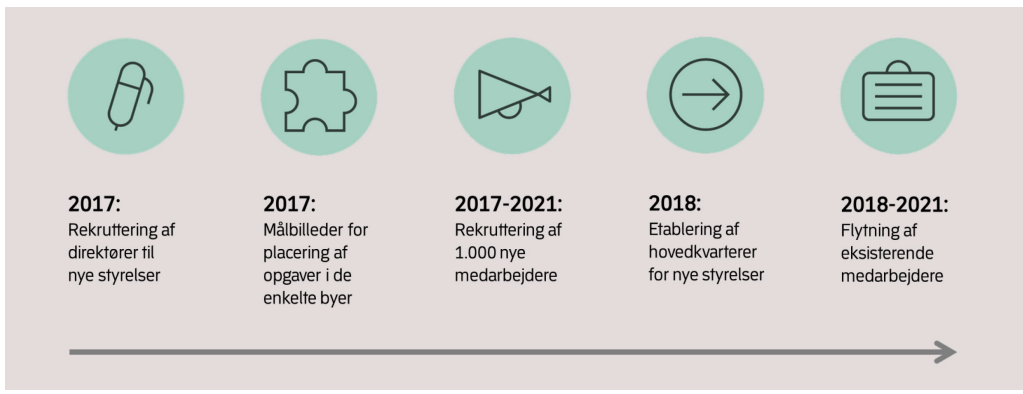 2017:
Rekruttering af
direktører til
nye styrelser
2017:
Målbilleder for
placering af
opgaver i de
enkelte byer
2017-2021:
Rekruttering af
1.000 nye
medarbejdere
2018:
Etablering af
hovedkvarterer
for nye styrelser
2018-2021:
Flytning af
eksisterende
medarbejdere